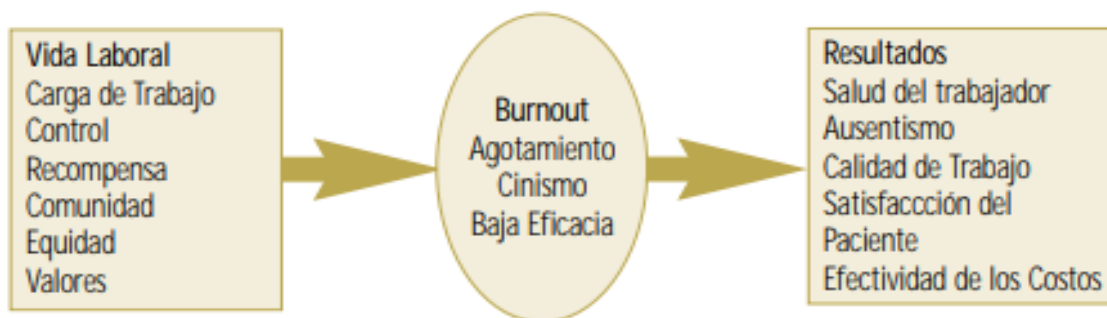 Vida Laboral
Carga de Trabajo
Control
Recompensa
Comunidad
Equidad
Valores
Burnout
Agotamiento
Cinismo
Baja Eficacia
Resultados
Salud del trabajador
Ausentismo
Calidad de Trabajo
Satisfaccción del
Paciente
Efectividad de los Costos